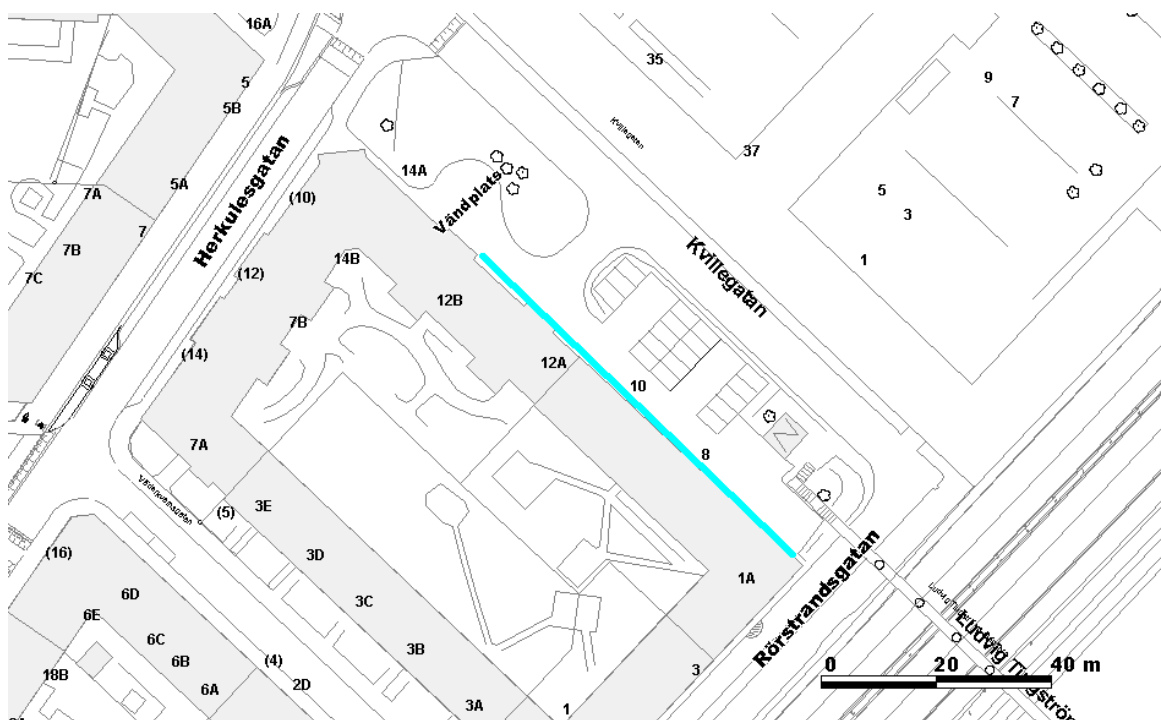 16A
35
9
5
7
5B
Kvillegatan
37
14A
Herkulesgatan
5A
7A
(10)
Vändplats
5
3
7
7B
Kvillegatan
14B
1
7C
(12)
12B
7B
(14)
12A
10
7A
8
Väderkvarnsgatan
3E
(5)
(16)
3D
1A
Rörstrandsgatan
6D
3C
6E
6C
3B
6B
(4)
0 20 40 m
18B
6A
2D
3
3A
1